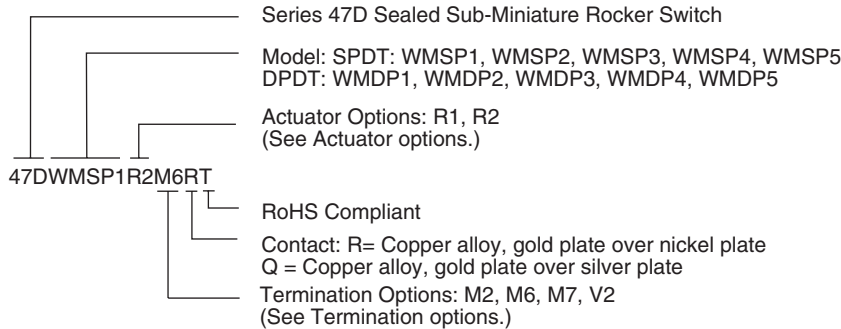 Series 47D Sealed Sub-Miniature Rocker Switch
Model: SPDT: WMSP1, WMSP2, WMSP3, WMSP4, WMSP5
DPDT: WMDP1, WMDP2, WMDP3, WMDP4, WMDP5
Actuator Options: R1, R2
(See Actuator options.)
47DWMSP1R2M6RT
RoHS Compliant
Contact: R= Copper alloy, gold plate over nickel plate
Q = Copper alloy, gold plate over silver plate
Termination Options: M2, M6, M7, V2
(See Termination options.)